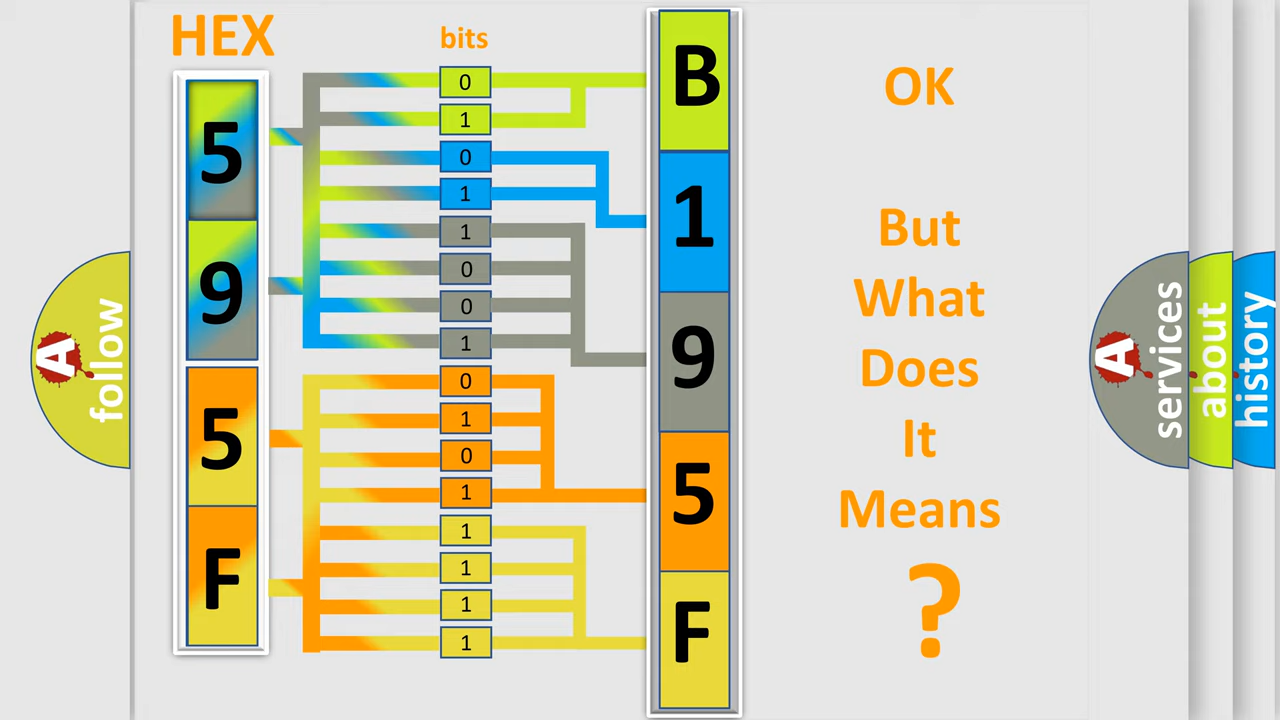 HEX
bits
5
9
5
F
0
1
0
1
1
0
0
1
0
1
0
1
1
1
1
1
B
1
9
5
F
OK
But
What
Does
It
Means
?
A
follow
A
services
about
history